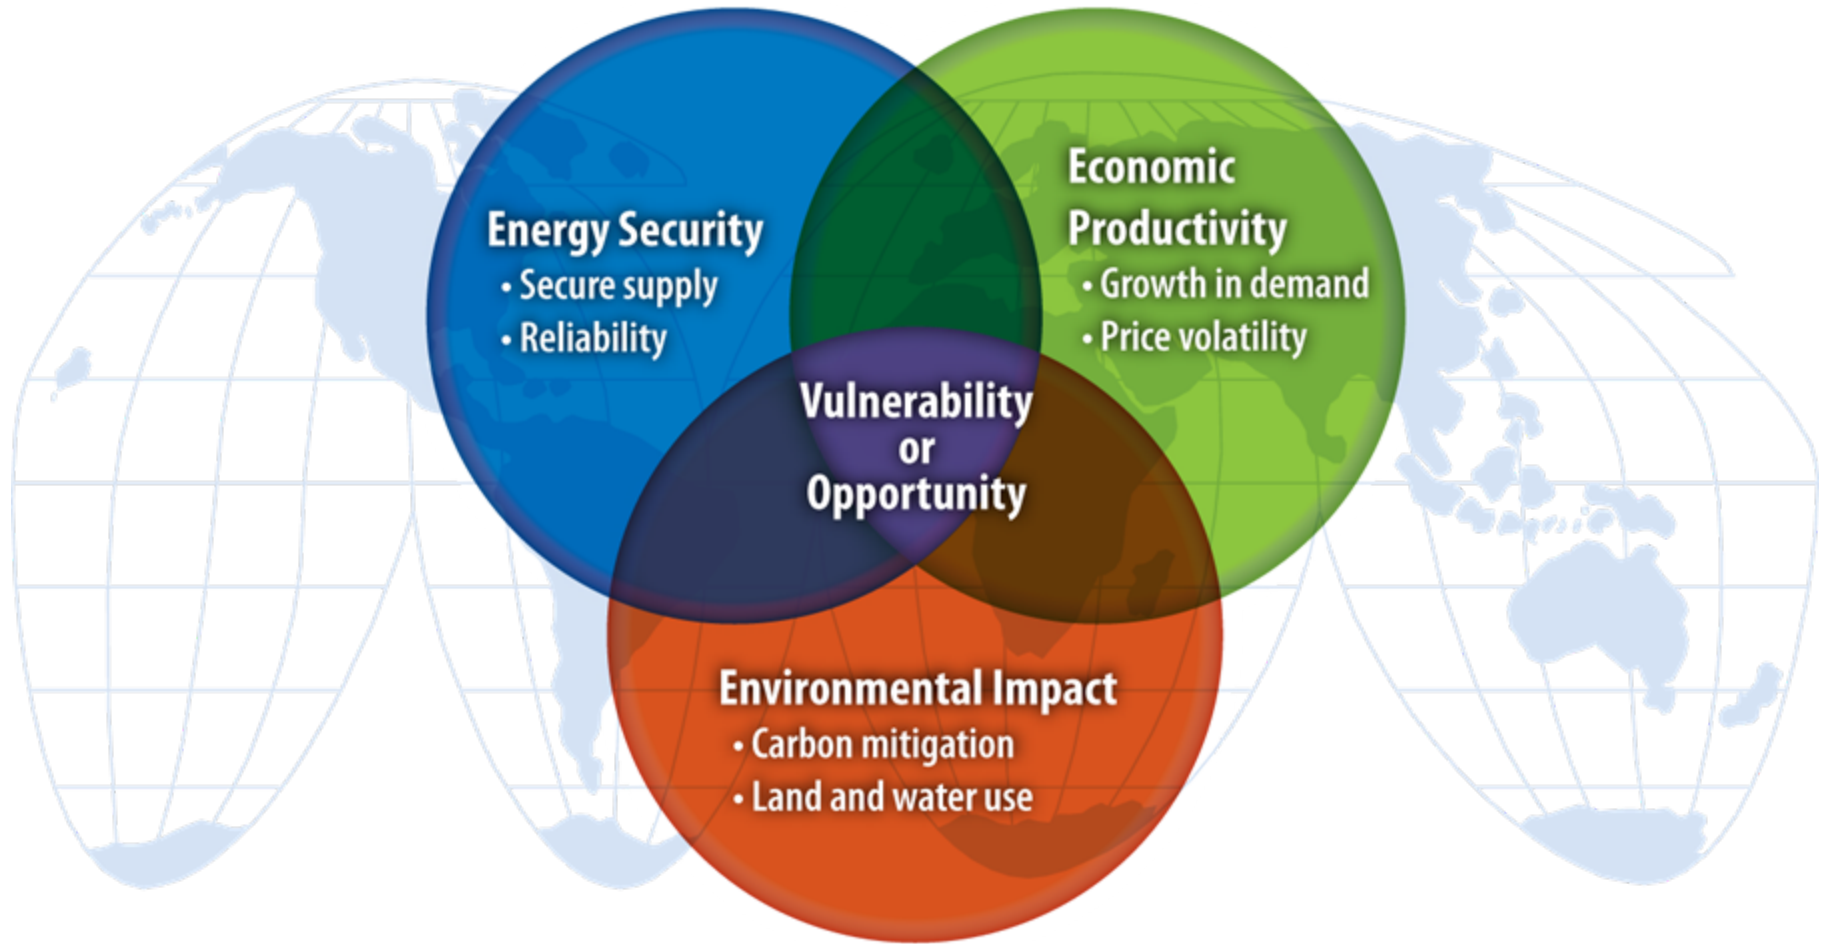 Energy Security
• Secure supply
• Reliability
Economic
Productivity
• Growth in demand
• Price volatility
Vulnerability
or
Opportunity
Environmental Impact
• Carbon mitigation
• Land and water use